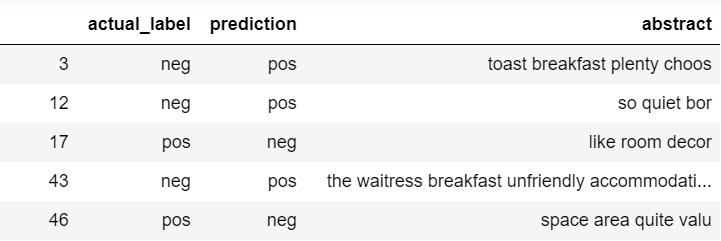 actual_label prediction abstract
3 neg pos toast breakfast plenty choos
12 neg pos so quiet bor
17 pos neg like room decor
43 neg pos the waitress breakfast unfriendly accommodati...
46 pos neg space area quite valu